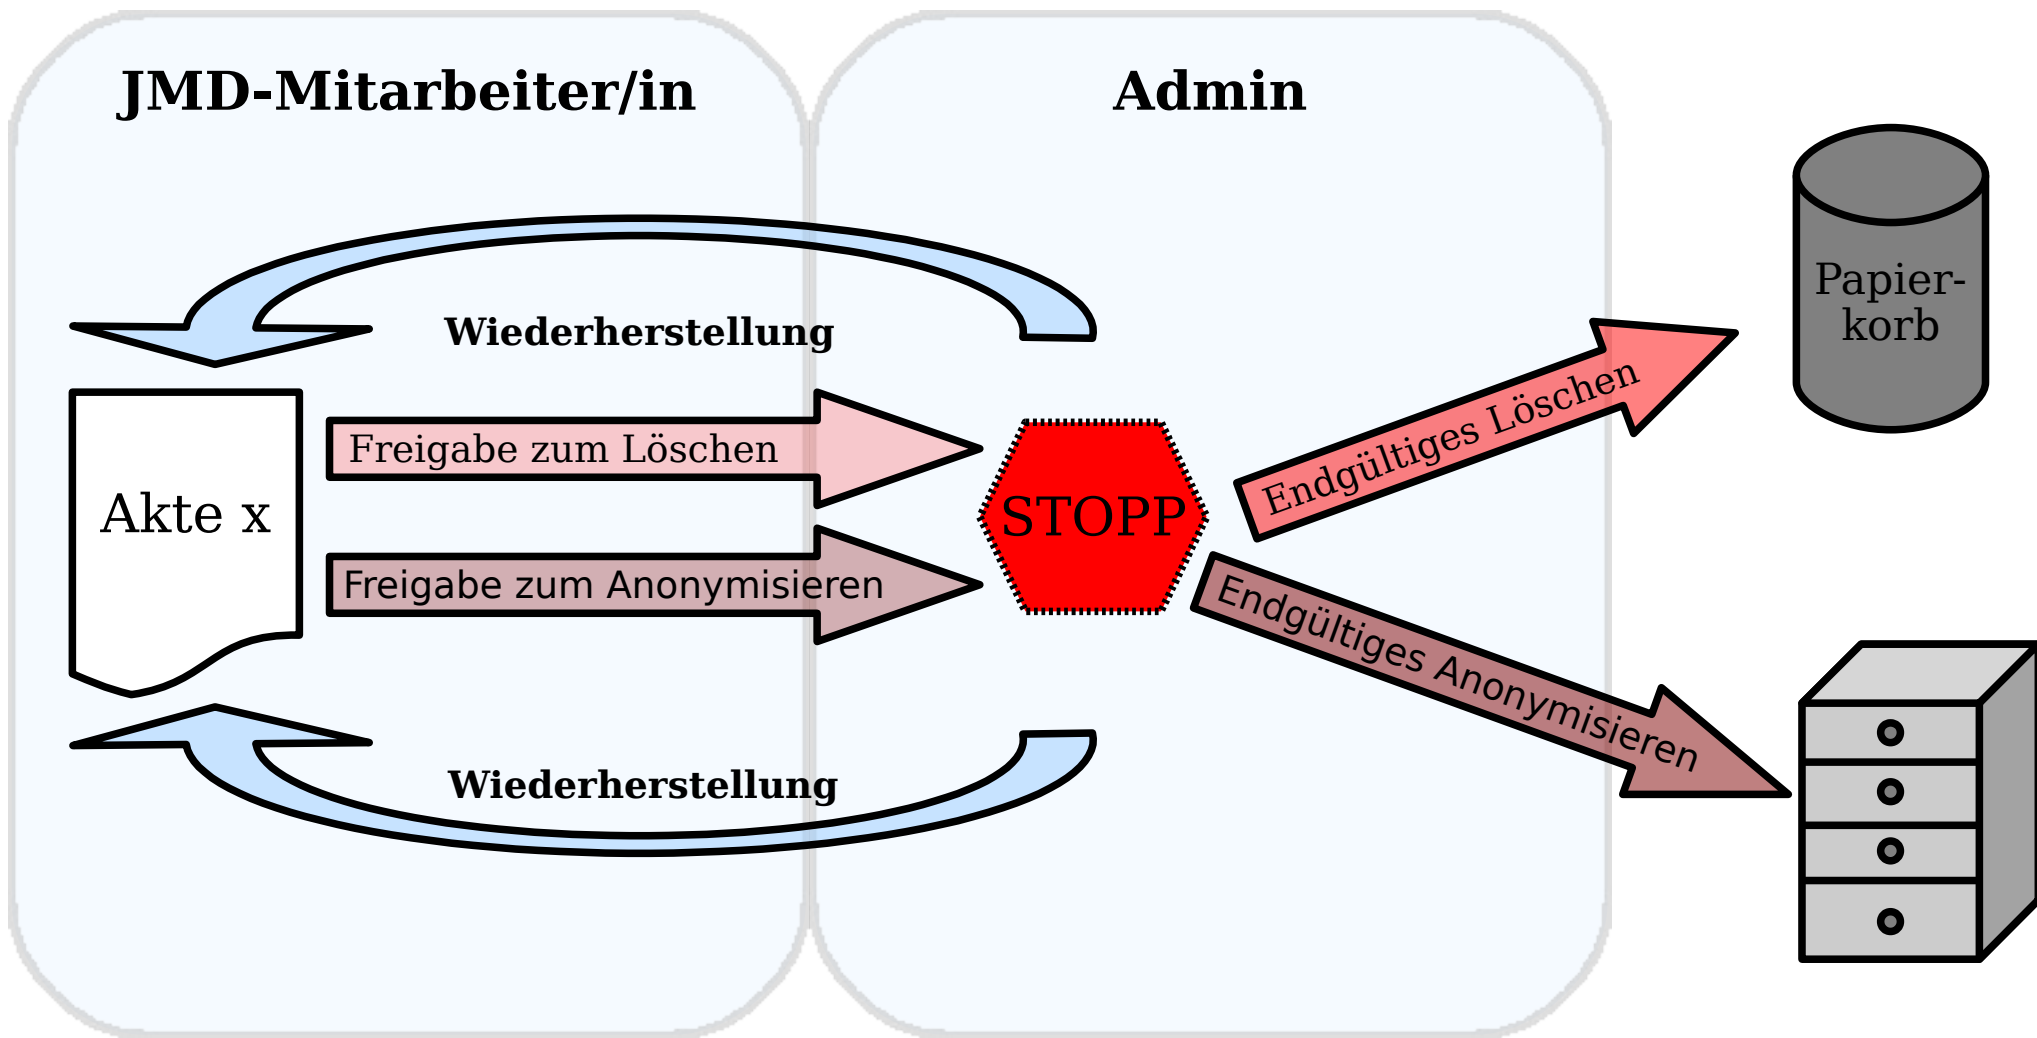 JMD-Mitarbeiter/in
Admin
Wiederherstellung
Papier-
korb
Freigabe zum Löschen
Endgültiges Löschen
Akte x
STOPP
Freigabe zum Anonymisieren
Endgültiges Anonymisieren
Wiederherstellung